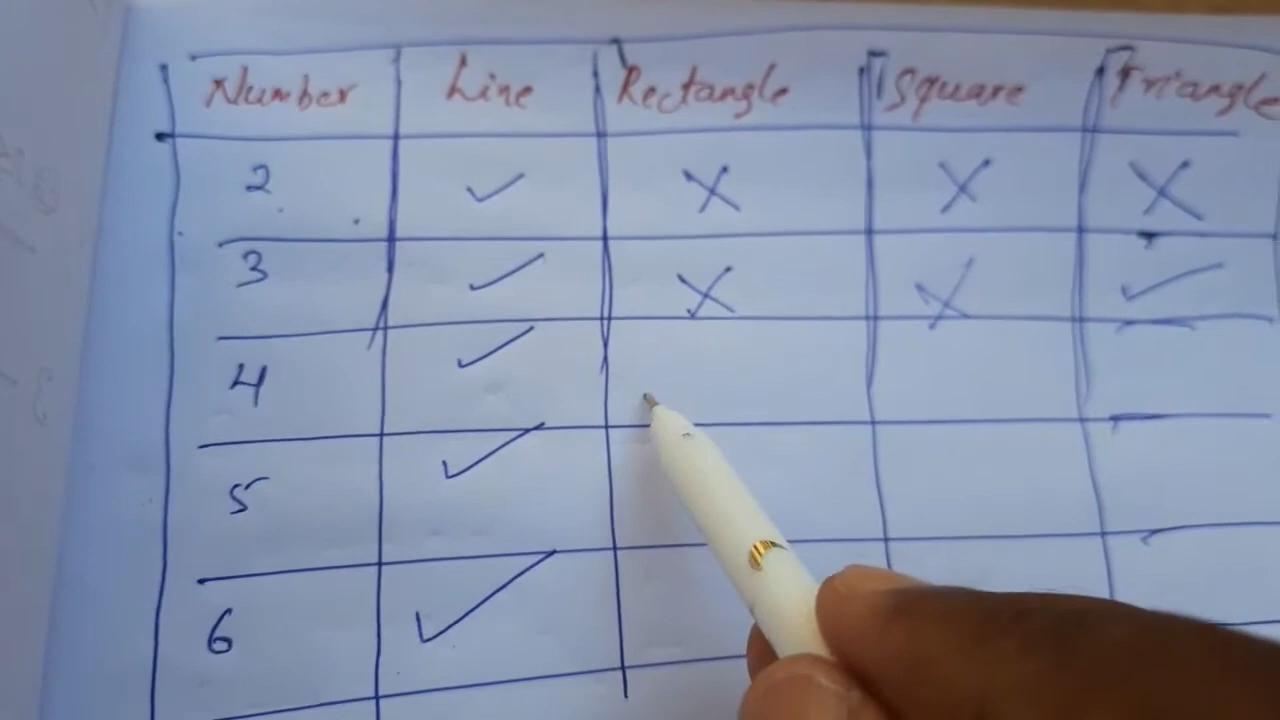 Number Line Rectangle Square Triangle
2 ✓ X X X
3 ✓ X X ✓
4 ✓
5 ✓
6 ✓